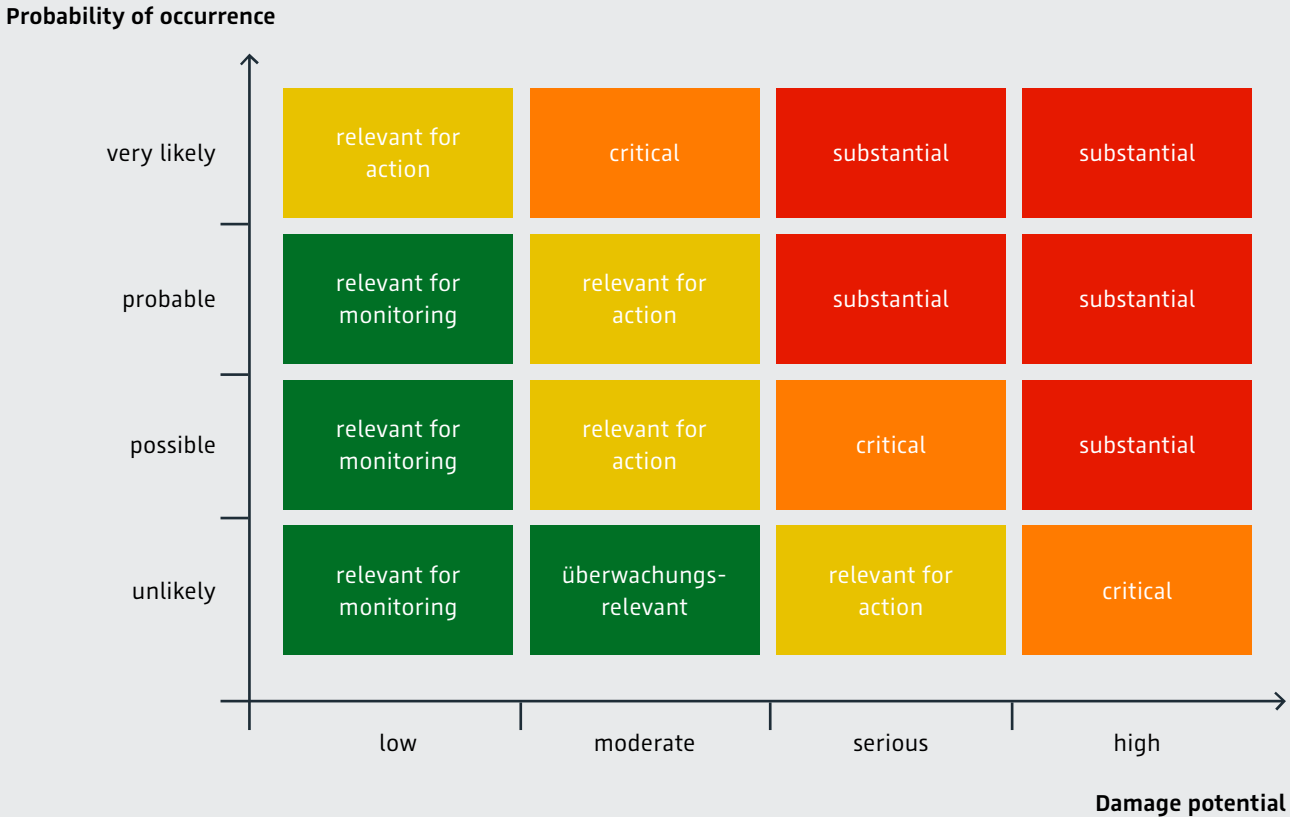 Probability of occurrence
very likely
relevant for
action
critical
substantial
substantial
probable
relevant for
monitoring
relevant for
action
substantial
substantial
possible
relevant for
monitoring
relevant for
action
critical
substantial
unlikely
relevant for
monitoring
überwachungs-
relevant
relevant for
action
critical
low
moderate
serious
high
Damage potential